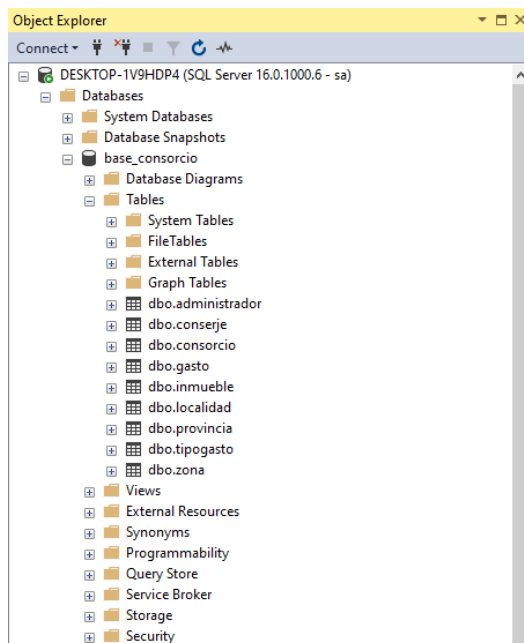 Object Explorer
Connect
DESKTOP-1V9HDP4 (SQL Server 16.0.1000.6 - sa)
Databases
System Databases
Database Snapshots
base_consorcio
Database Diagrams
Tables
System Tables
FileTables
External Tables
Graph Tables
dbo.administrador
dbo.conserje
dbo.consorcio
dbo.gasto
dbo.inmueble
dbo.localidad
dbo.provincia
dbo.tipogasto
dbo.zona
Views
External Resources
Synonyms
Programmability
Query Store
Service Broker
Storage
Security